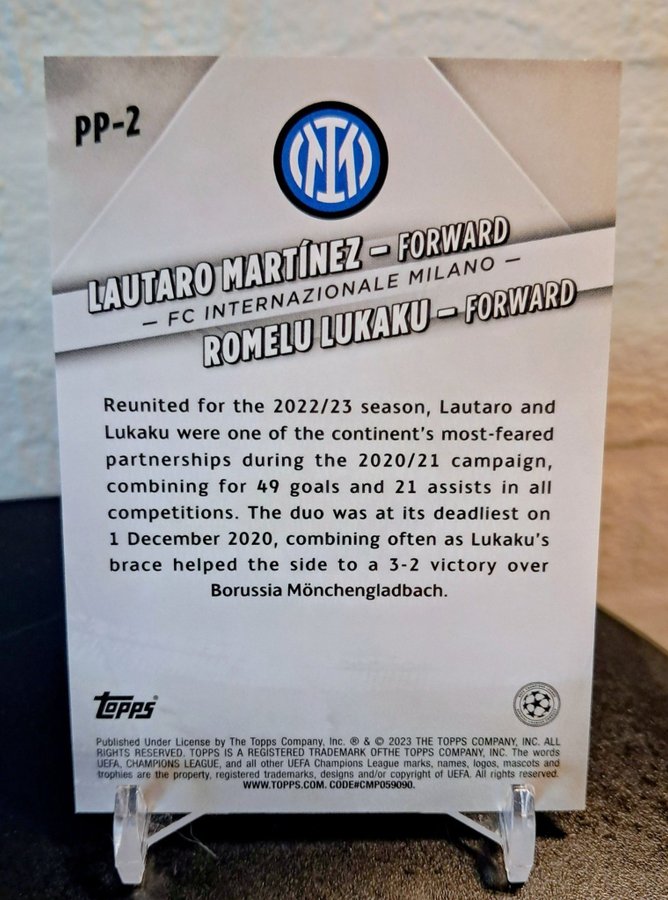 PP-2
LAUTARO MARTÍNEZ – FORWARD
– FC INTERNAZIONALE MILANO –
ROMELU LUKAKU – FORWARD
Reunited for the 2022/23 season, Lautaro and
Lukaku were one of the continent's most-feared
partnerships during the 2020/21 campaign,
combining for 49 goals and 21 assists in all
competitions. The duo was at its deadliest on
1 December 2020, combining often as Lukaku's
brace helped the side to a 3-2 victory over
Borussia Mönchengladbach.
topps®
Published Under License by The Topps Company, Inc. ® & © 2023 THE TOPPS COMPANY, INC. ALL
RIGHTS RESERVED. TOPPS IS A REGISTERED TRADEMARK OFTHE TOPPS COMPANY, INC. The words
UEFA, CHAMPIONS LEAGUE, and all other UEFA Champions League marks, names, logos, mascots and
trophies are the property, registered trademarks, designs and/or copyright of UEFA. All rights reserved.
WWW.TOPPS.COM. CODE#CMP059090.